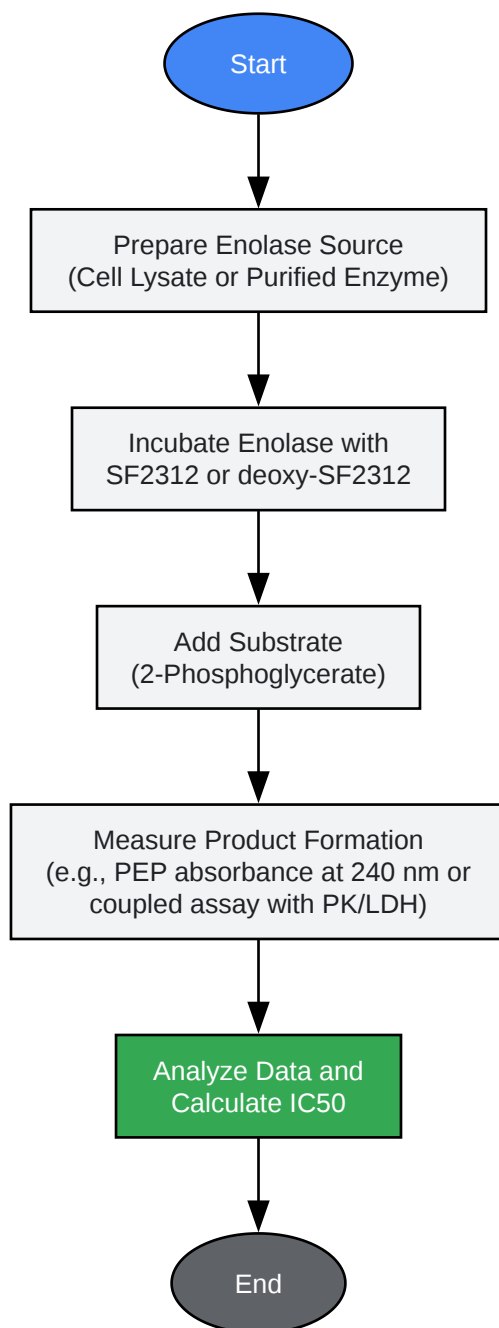 Start
Prepare Enolase Source
(Cell Lysate or Purified Enzyme)
Incubate Enolase with
SF2312 or deoxy-SF2312
Add Substrate
(2-Phosphoglycerate)
Measure Product Formation
(e.g., PEP absorbance at 240 nm or
coupled assay with PK/LDH)
Analyze Data and
Calculate IC50
End